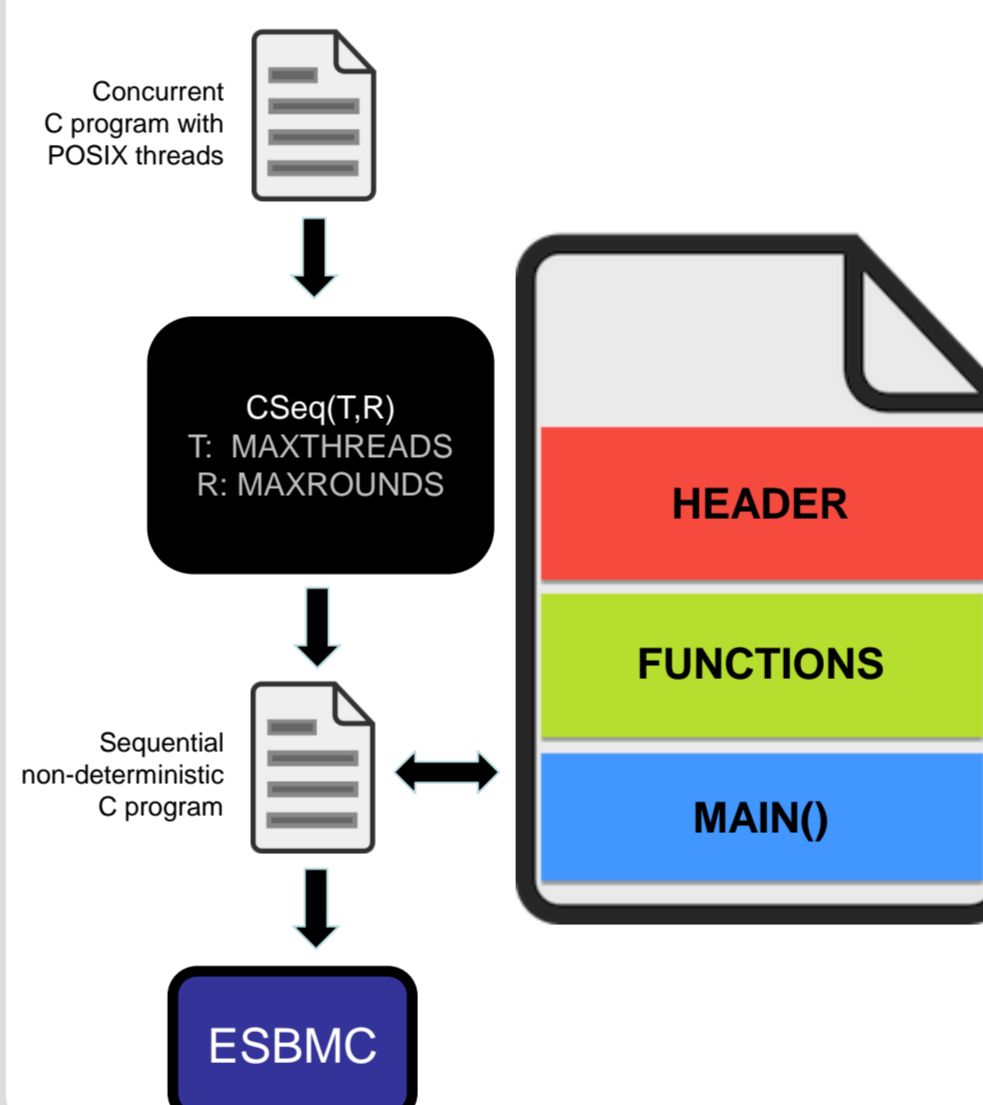 Concurrent
C program with
POSIX threads
CSeq(T,R)
T: MAXTHREADS
R: MAXROUNDS
HEADER
FUNCTIONS
MAIN()
Sequential
non-deterministic
C program
ESBMC